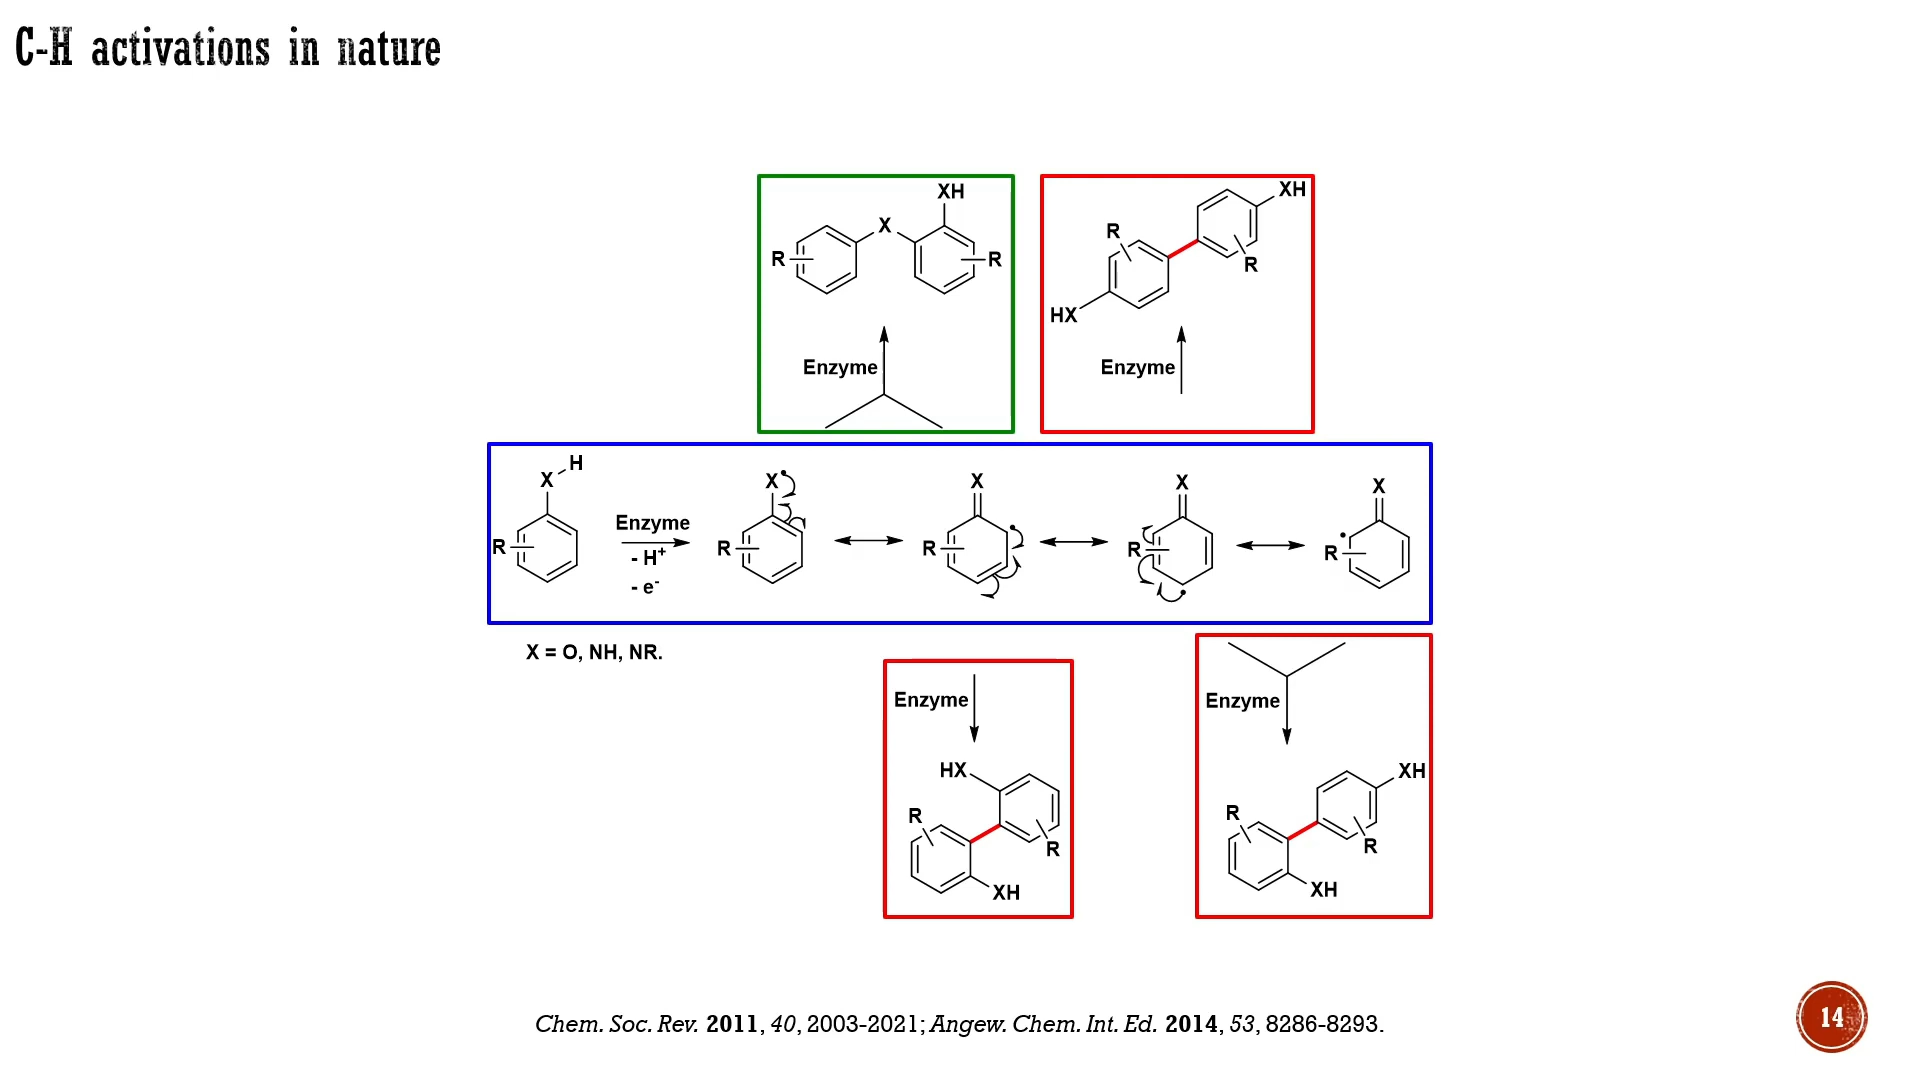 C-H activations in nature
XH
X
R
R
Enzyme
XH
R
R
HX
Enzyme
H
X
R
Enzyme
- H⁺
- e⁻
X
R
X
R
X
R
X
R
X = O, NH, NR.
Enzyme
HX
R
R
XH
Enzyme
XH
R
R
XH
Chem. Soc. Rev. 2011, 40, 2003-2021; Angew. Chem. Int. Ed. 2014, 53, 8286-8293.
14